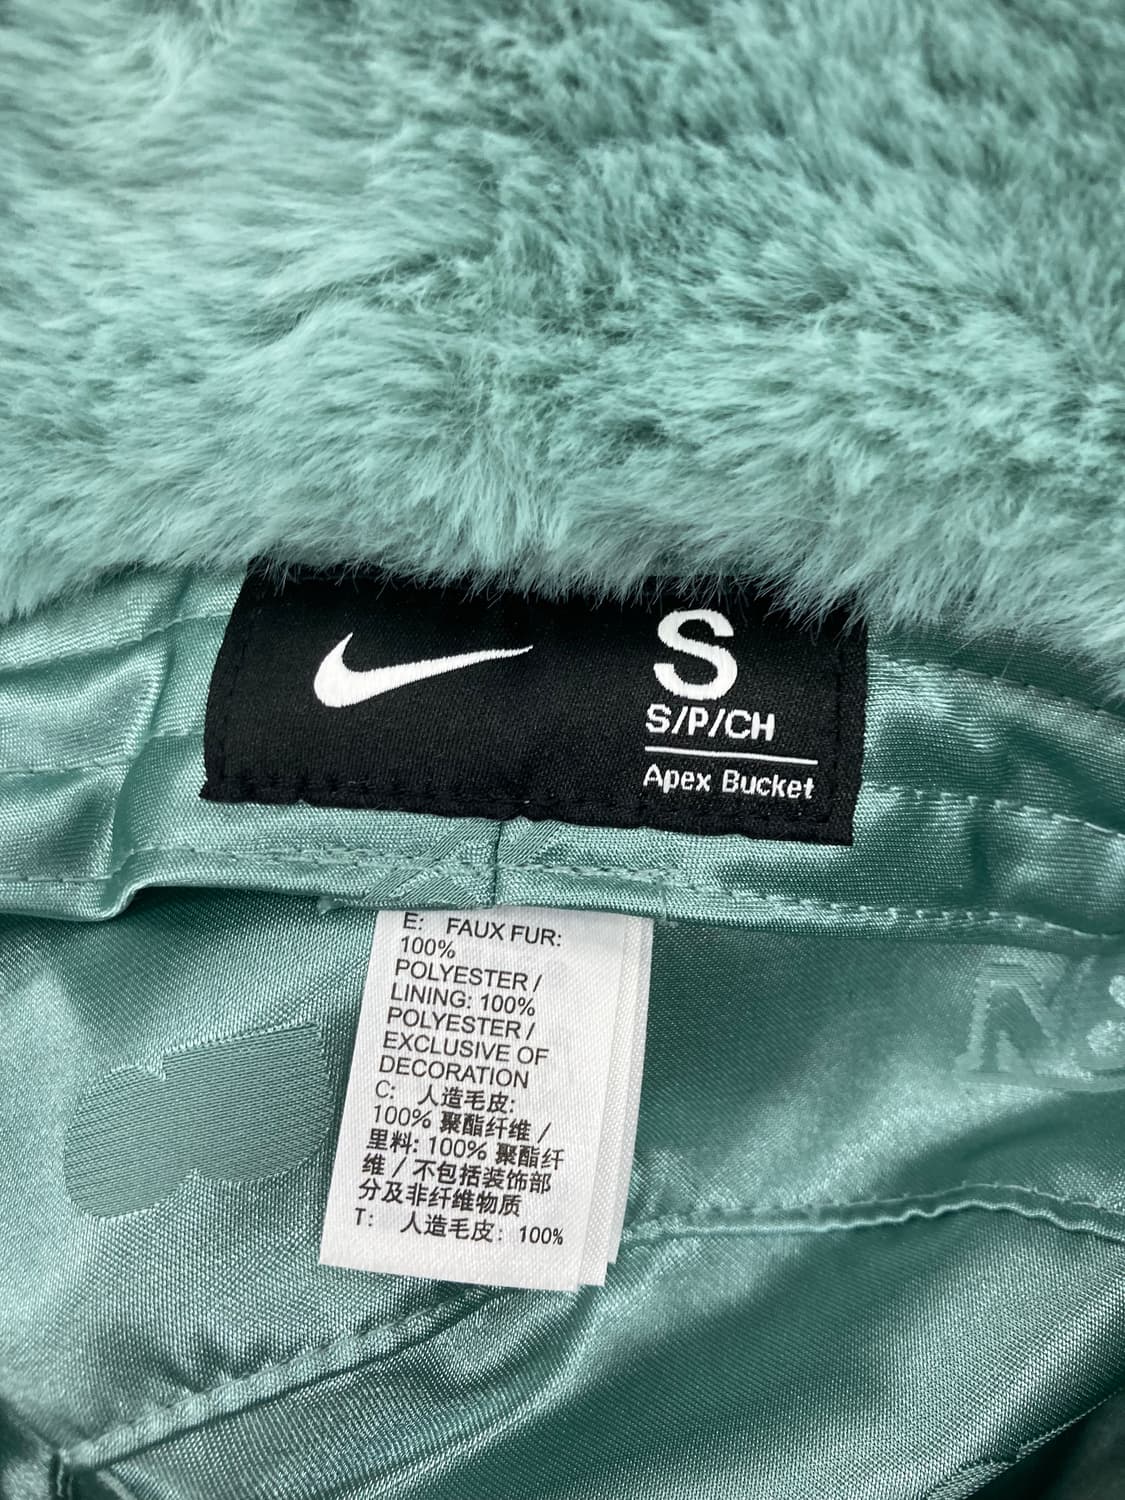 S
S/P/CH
Apex Bucket
E: FAUX FUR:
100%
POLYESTER /
LINING: 100%
POLYESTER /
EXCLUSIVE OF
DECORATION
C: 人造毛皮:
100% 聚酯纤维 /
里料: 100% 聚酯纤
维 / 不包括装饰部
分及非纤维物质
T: 人造毛皮: 100%